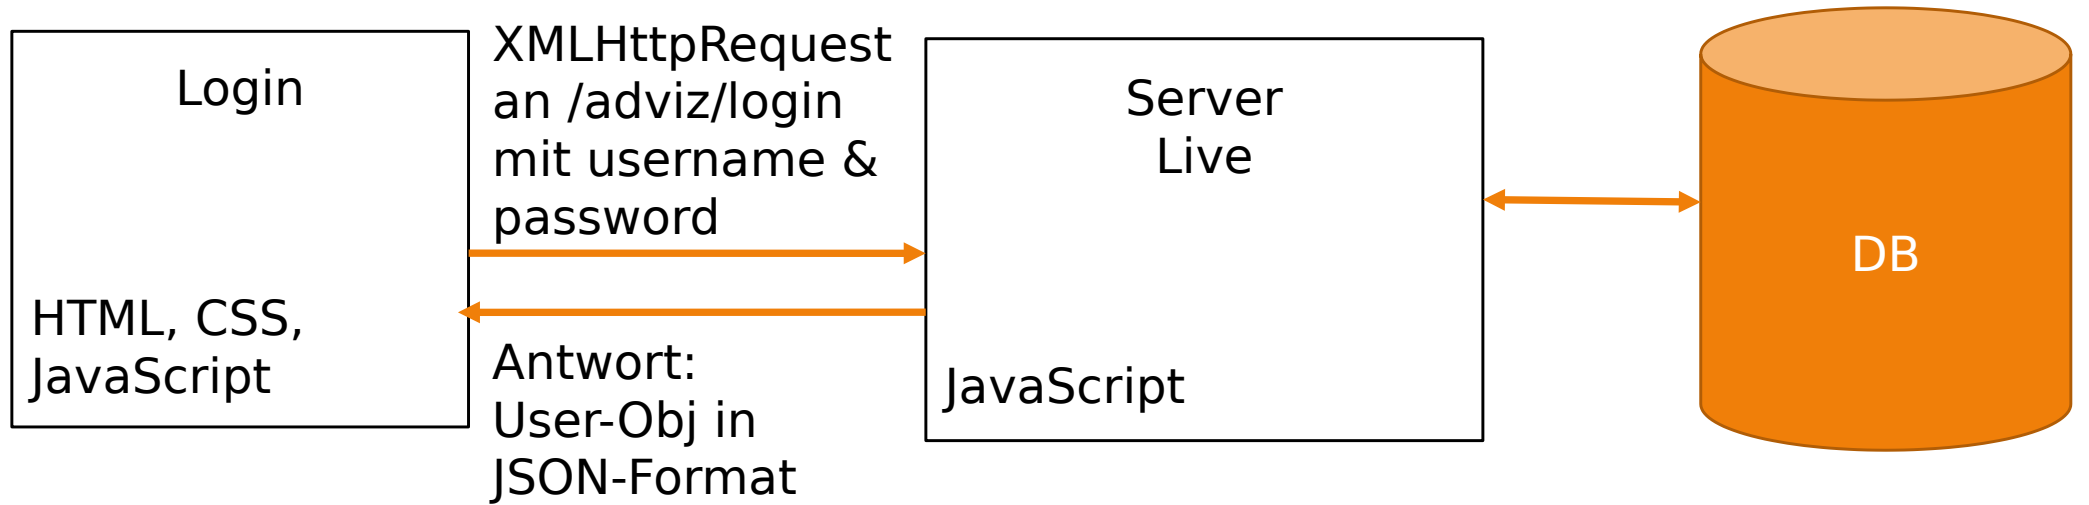 Login
HTML, CSS,
JavaScript
XMLHttpRequest
an /adviz/login
mit username &
password
Antwort:
User-Obj in
JSON-Format
Server
Live
JavaScript
DB